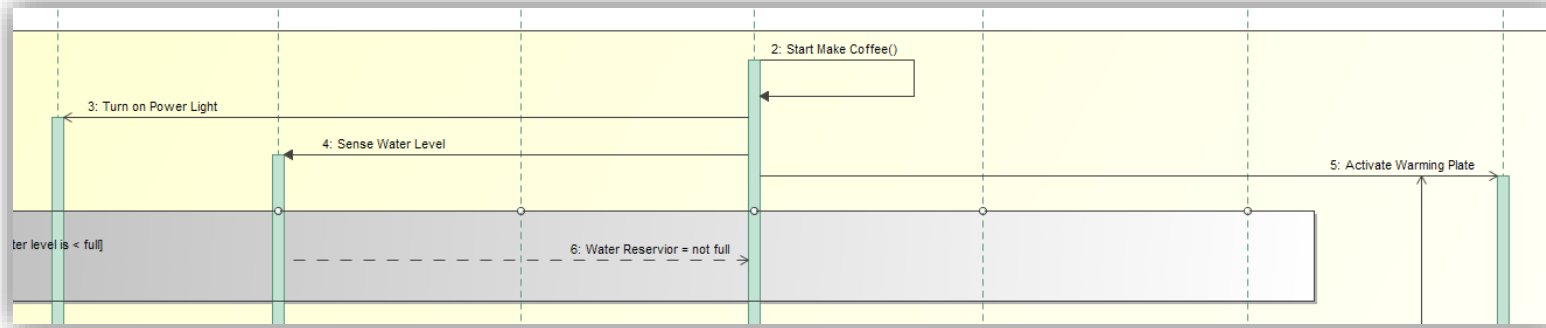 2: Start Make Coffee()
3: Turn on Power Light
4: Sense Water Level
5: Activate Warming Plate
ter level is < full]
6: Water Reservior = not full